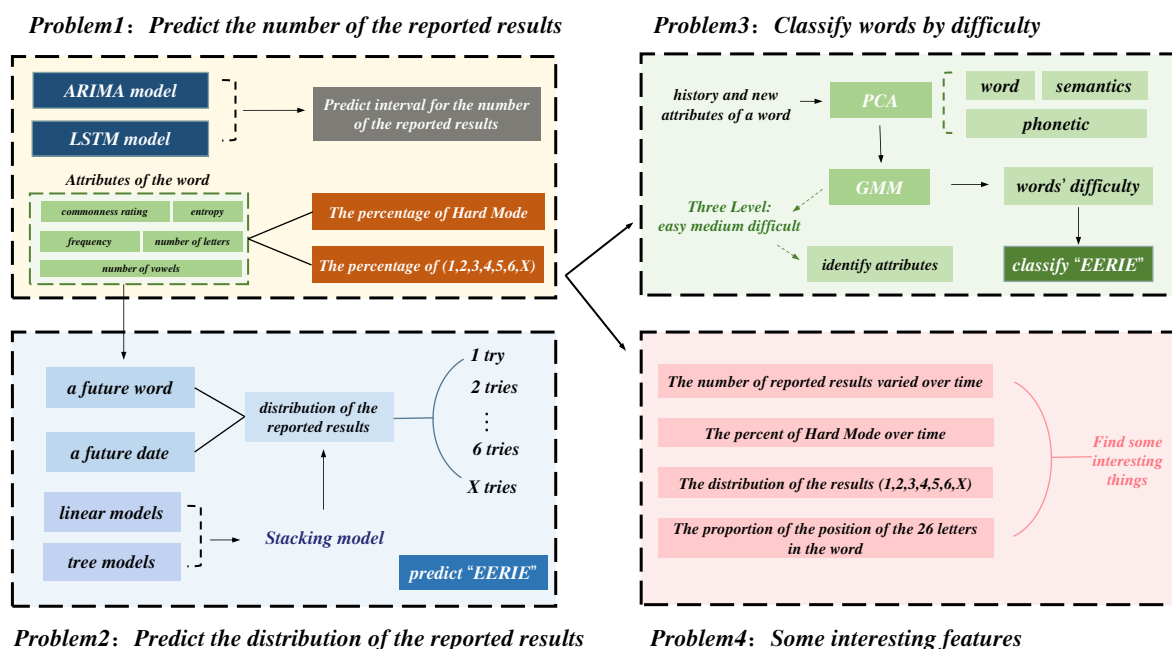 Problem1：Predict the number of the reported results
ARIMA model
LSTM model
Predict interval for the number
of the reported results
Attributes of the word
commonness rating
entropy
frequency
number of letters
number of vowels
The percentage of Hard Mode
The percentage of (1,2,3,4,5,6,X)
a future word
a future date
distribution of the
reported results
1 try
2 tries
⋮
6 tries
X tries
linear models
tree models
Stacking model
predict “EERIE”
Problem2：Predict the distribution of the reported results
Problem3：Classify words by difficulty
history and new
attributes of a word
PCA
word
semantics
phonetic
GMM
words’ difficulty
Three Level:
easy medium difficult
identify attributes
classify “EERIE”
The number of reported results varied over time
The percent of Hard Mode over time
The distribution of the results (1,2,3,4,5,6,X)
The proportion of the position of the 26 letters
in the word
Find some
interesting
things
Problem4：Some interesting features